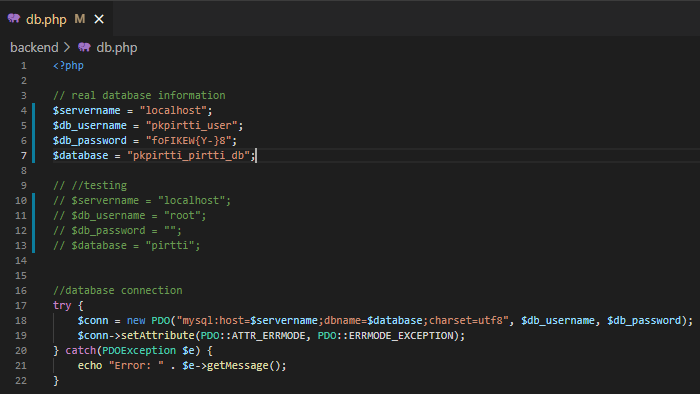 db.php M
backend > db.php
1 <?php
2
3 // real database information
4 $servername = "localhost";
5 $db_username = "pkpirtti_user";
6 $db_password = "foFIKEW{Y-}8";
7 $database = "pkpirtti_pirtti_db";
8
9 // //testing
10 // $servername = "localhost";
11 // $db_username = "root";
12 // $db_password = "";
13 // $database = "pirtti";
14
15
16 //database connection
17 try {
18 $conn = new PDO("mysql:host=$servername;dbname=$database;charset=utf8", $db_username, $db_password);
19 $conn->setAttribute(PDO::ATTR_ERRMODE, PDO::ERRMODE_EXCEPTION);
20 } catch(PDOException $e) {
21 echo "Error: " . $e->getMessage();
22 }